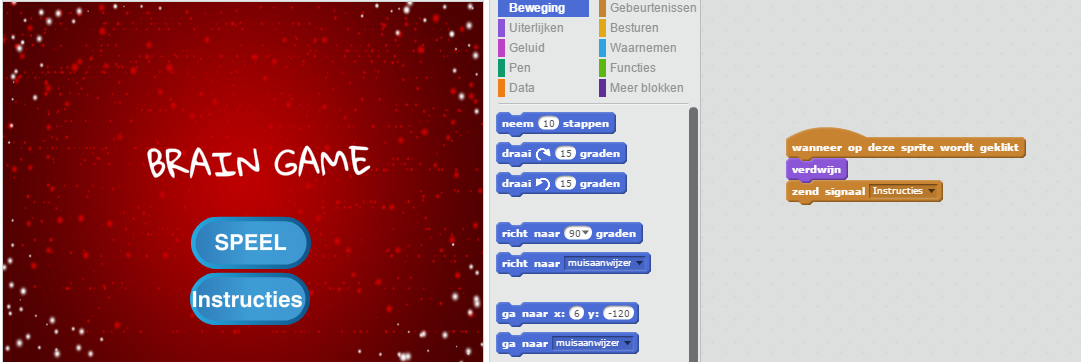 BRAIN GAME
SPEEL
Instructies
Beweging
Gebeurtenissen
Uiterlijken
Besturen
Geluid
Waarnemen
Pen
Functies
Data
Meer blokken
neem 10 stappen
draai 15 graden
draai 15 graden
richt naar 90 graden
richt naar muisaanwijzer
ga naar x: 6 y: -120
ga naar muisaanwijzer
wanneer op deze sprite wordt geklikt
verdwijn
zend signaal Instructies